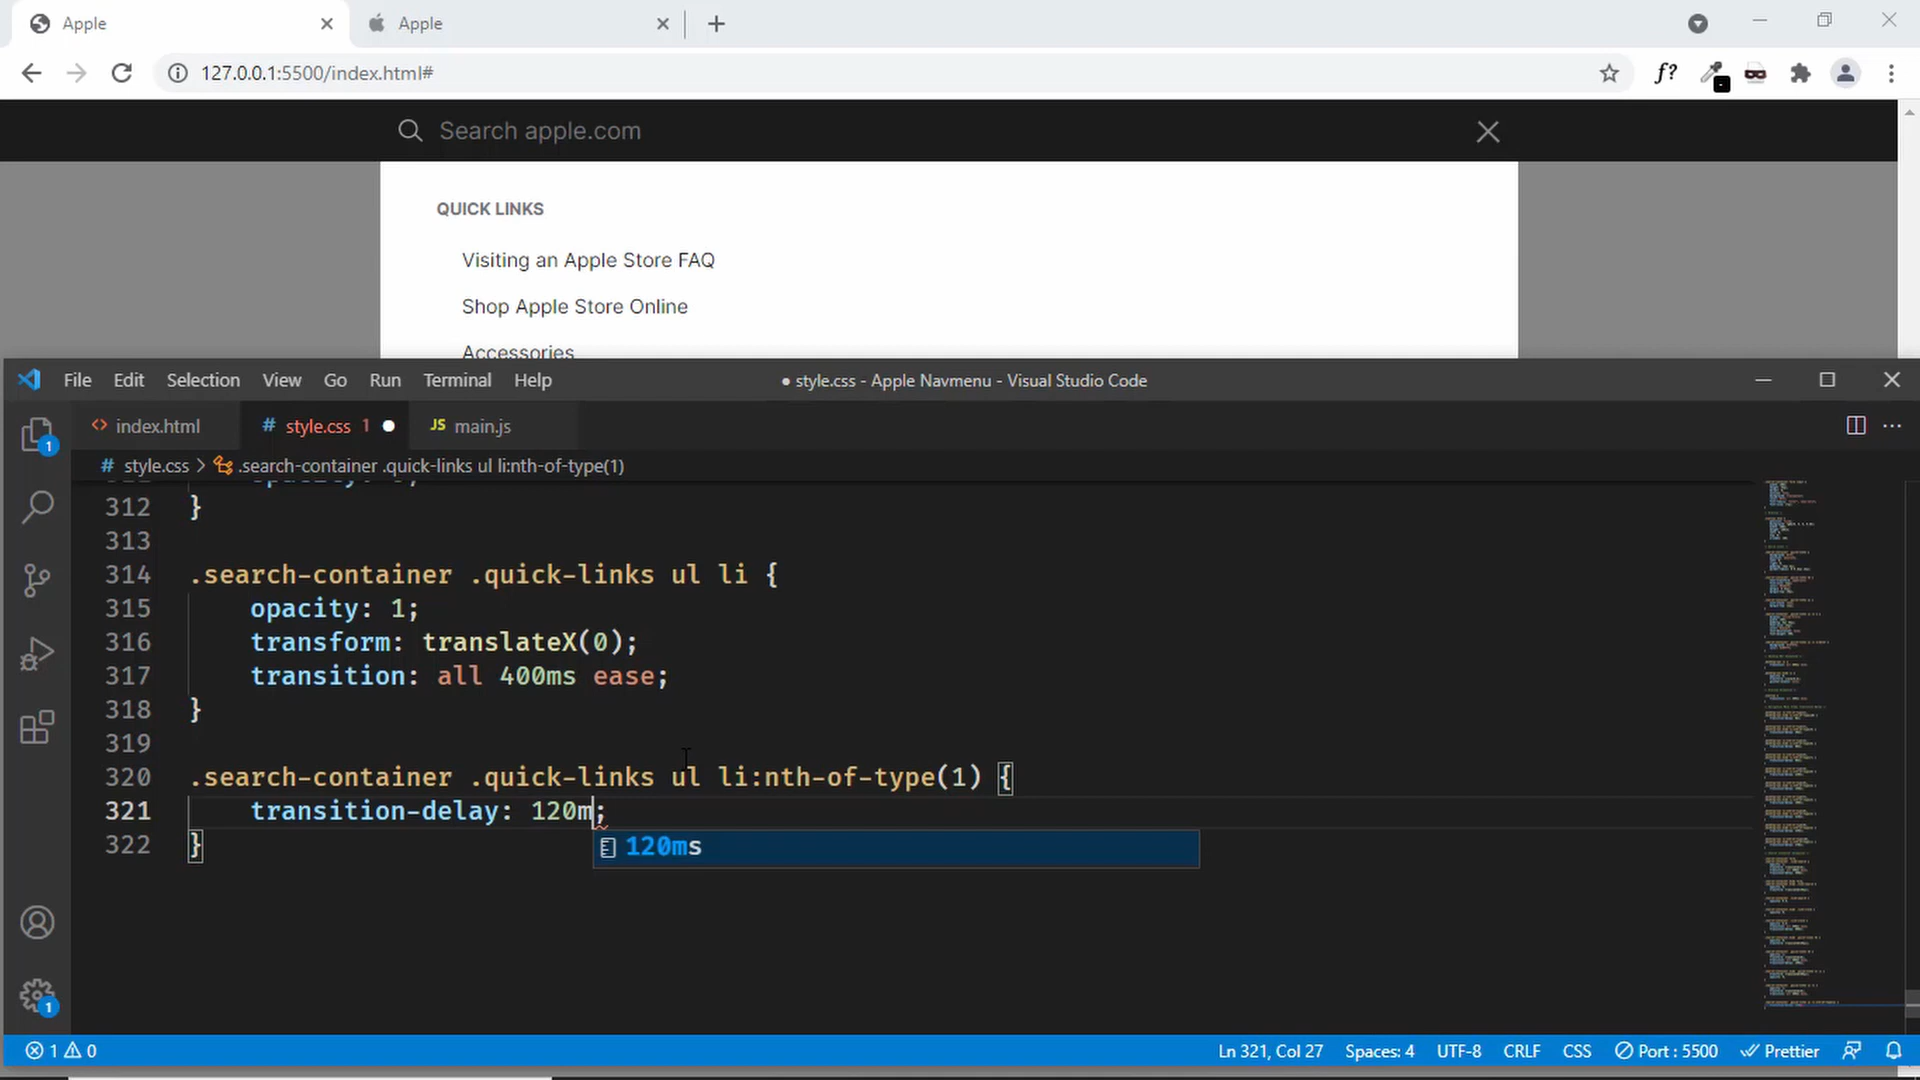 Apple
Apple
127.0.0.1:5500/index.html#
f?
Search apple.com
QUICK LINKS
Visiting an Apple Store FAQ
Shop Apple Store Online
Accessories
File Edit Selection View Go Run Terminal Help
● style.css - Apple Navmenu - Visual Studio Code
1
<> index.html
# style.css 1 ●
JS main.js
# style.css > .search-container .quick-links ul li:nth-of-type(1)
312 }
313
314 .search-container .quick-links ul li {
315 opacity: 1;
316 transform: translateX(0);
317 transition: all 400ms ease;
318 }
319
320 .search-container .quick-links ul li:nth-of-type(1) {
321 transition-delay: 120m;
322 }
120ms
1
1 0
Ln 321, Col 27 Spaces: 4 UTF-8 CRLF CSS Port : 5500 Prettier